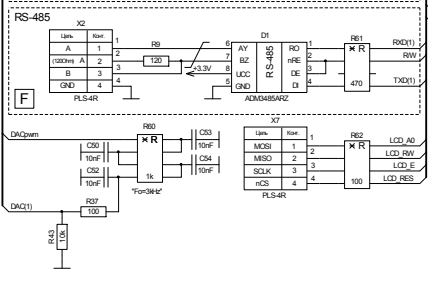 RS-485
X2
Цепь Конт.
A 1 1
(120Ohm) A 2 2
B 3 3
GND 4 4
PLS-4R
R9
120
+3.3V
D1
6 AY RO 1
7 BZ nRE 2
8 UCC DE 3
5 GND DI 4
RS-485
ADM3485ARZ
R61
* R
470
RXD(1)
R/W
TXD(1)
F
DACpwm
C50
10nF
C52
10nF
R60
* R
1k
"Fo=3kHz"
C53
10nF
C54
10nF
DAC(1)
R37
100
R43
10k
X7
Цепь Конт.
MOSI 1 1
MISO 2 2
SCLK 3 3
nCS 4 4
PLS-4R
R62
* R
100
LCD_A0
LCD_RW
LCD_E
LCD_RES